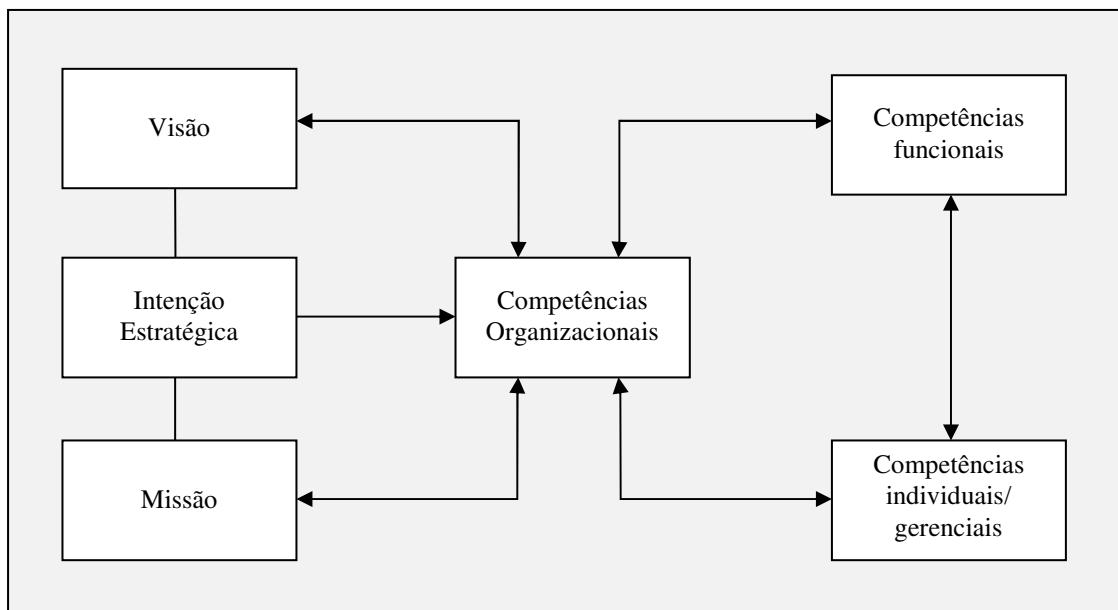 Visão
Intenção
Estratégica
Missão
Competências
Organizacionais
Competências
funcionais
Competências
individuais/
gerenciais